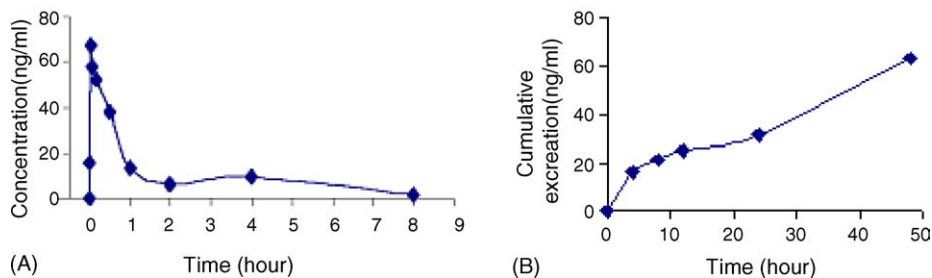 80
60
40
20
0
Concentration(ng/ml)
0 1 2 3 4 5 6 7 8 9
Time (hour)
(A)
80
60
40
20
0
Cumulative
excreation(ng/ml)
0 10 20 30 40 50
Time (hour)
(B)